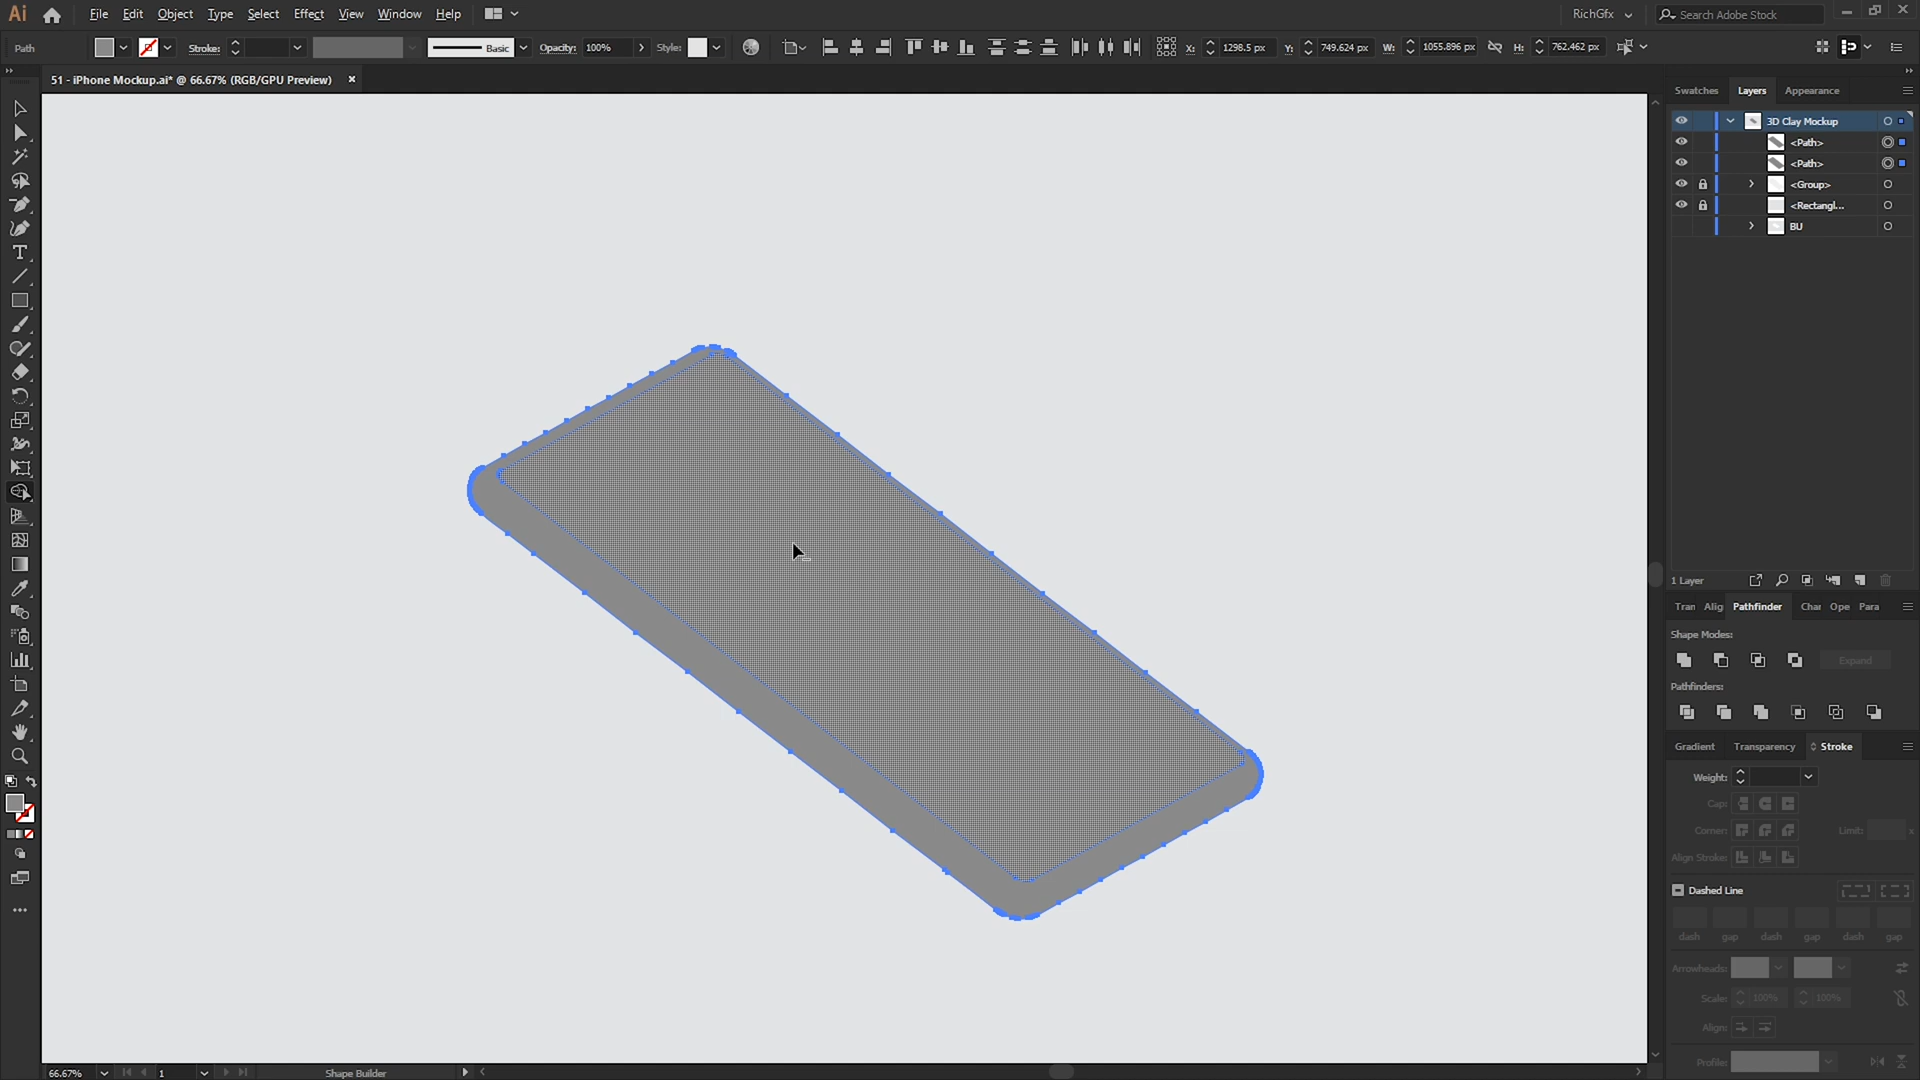 Ai File Edit Object Type Select Effect View Window Help RichGfx Search Adobe Stock
Path Stroke: Basic Opacity: 100% Style: X: 1298.5 px Y: 749.624 px W: 1055.896 px H: 762.462 px
51 - iPhone Mockup.ai* @ 66.67% (RGB/GPU Preview) ×
Swatches Layers Appearance
3D Clay Mockup
<Path>
<Path>
<Group>
<Rectangl...
BU
1 Layer
Tran Alig Pathfinder Char Ope Para
Shape Modes:
Expand
Pathfinders:
Gradient Transparency Stroke
Weight:
Cap:
Corner: Limit: x
Align Stroke:
Dashed Line
dash gap dash gap dash gap
Arrowheads:
Scale: 100% 100%
Align:
Profile:
66.67% 1 Shape Builder